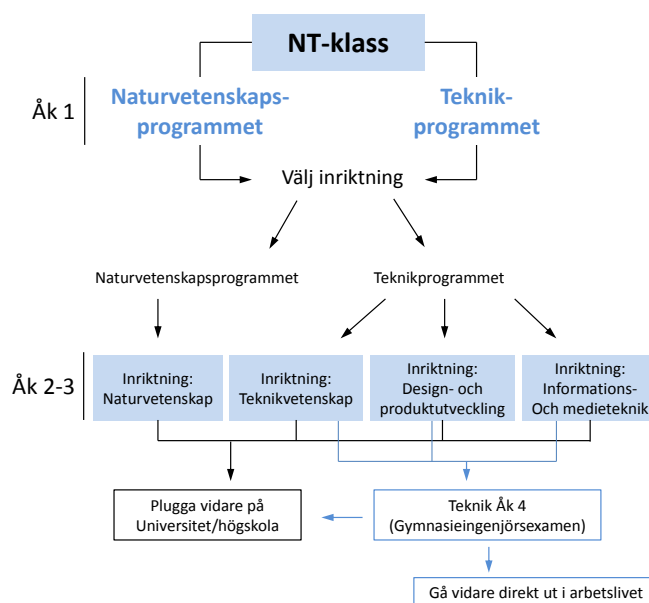 NT-klass
Åk 1
Naturvetenskaps-
programmet
Teknik-
programmet
Välj inriktning
Naturvetenskapsprogrammet
Teknikprogrammet
Åk 2-3
Inriktning:
Naturvetenskap
Inriktning:
Teknikvetenskap
Inriktning:
Design- och
produktutveckling
Inriktning:
Informations-
Och medieteknik
Plugga vidare på
Universitet/högskola
Teknik Åk 4
(Gymnasieingenjörsexamen)
Gå vidare direkt ut i arbetslivet